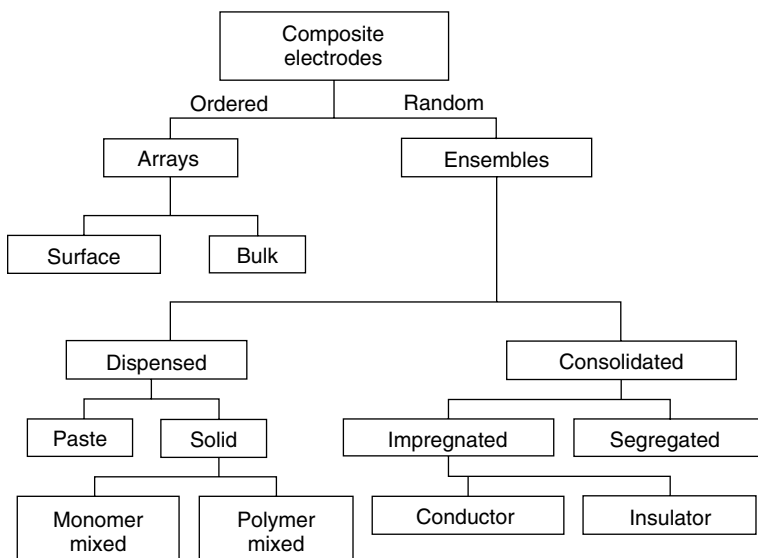 Composite
electrodes
Ordered
Random
Arrays
Ensembles
Surface
Bulk
Dispensed
Consolidated
Paste
Solid
Impregnated
Segregated
Monomer
mixed
Polymer
mixed
Conductor
Insulator